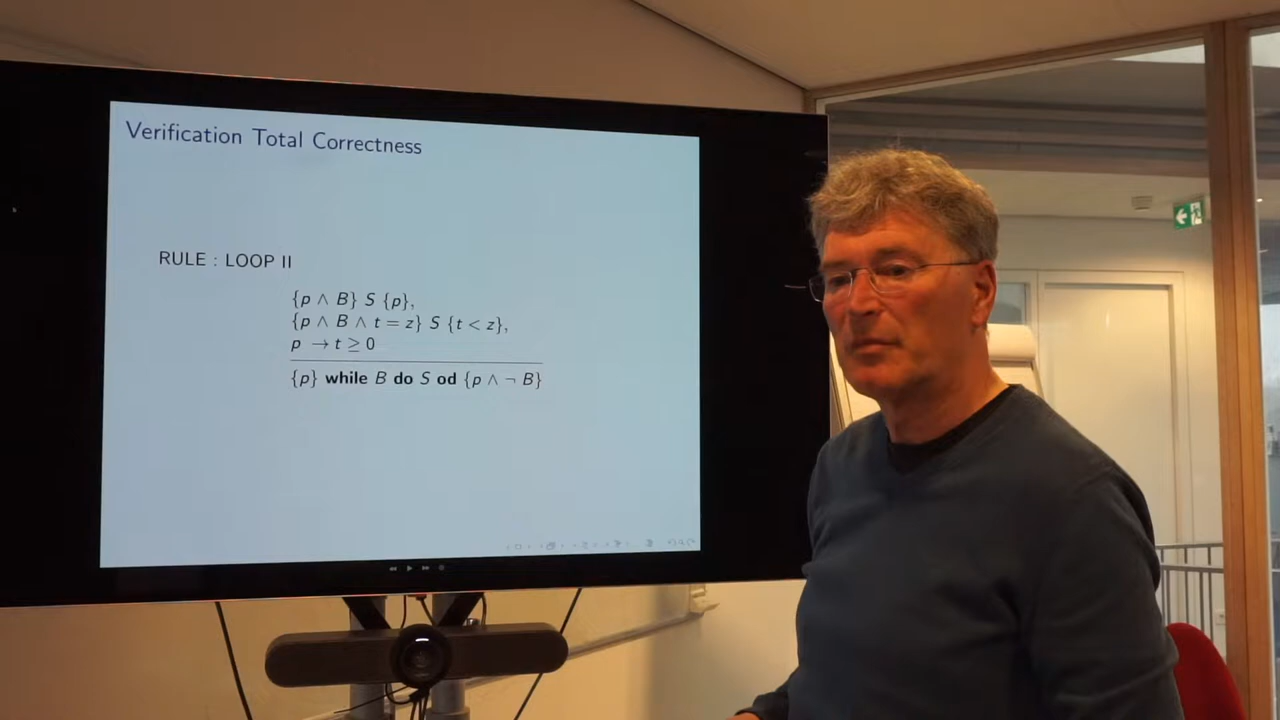 Verification Total Correctness
RULE : LOOP II
{p ∧ B} S {p},
{p ∧ B ∧ t = z} S {t < z},
p → t ≥ 0
{p} while B do S od {p ∧ ¬ B}